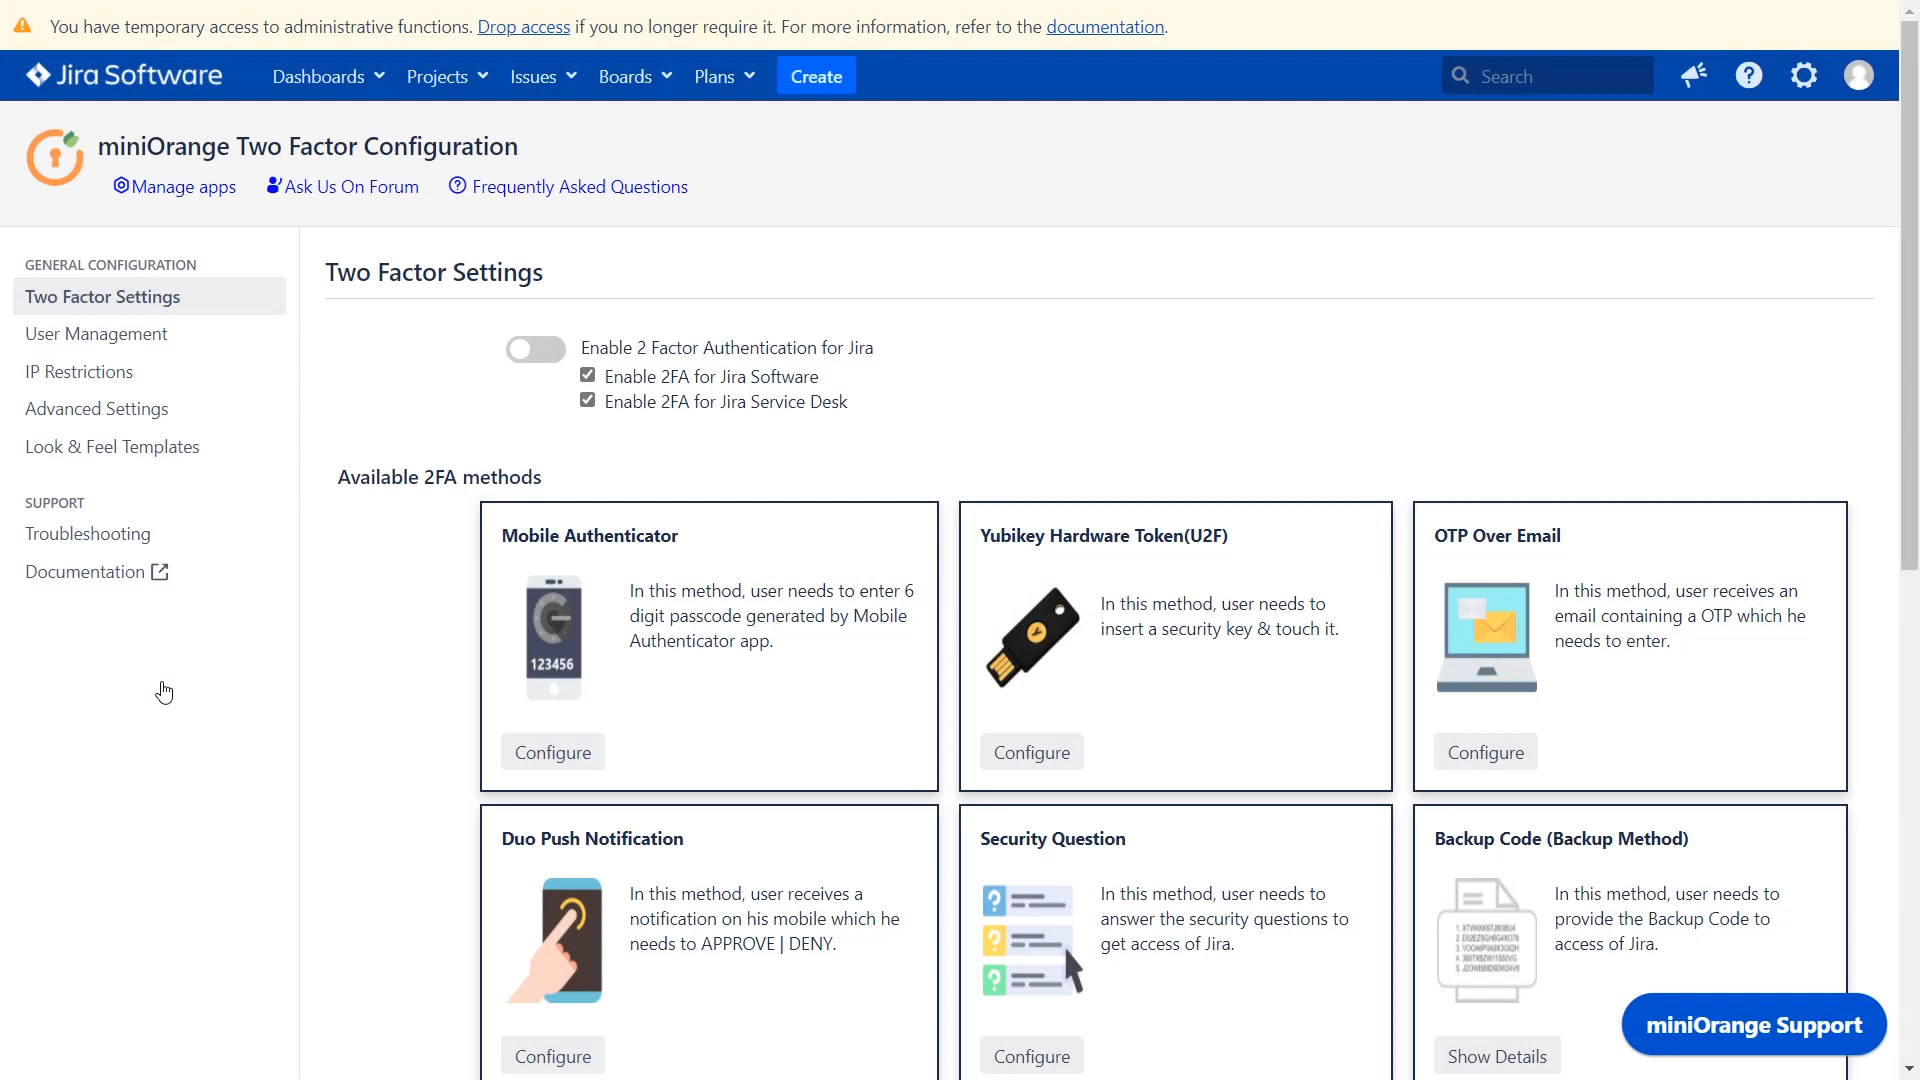 You have temporary access to administrative functions. Drop access if you no longer require it. For more information, refer to the documentation.
Jira Software
Dashboards
Projects
Issues
Boards
Plans
Create
Search
miniOrange Two Factor Configuration
Manage apps
Ask Us On Forum
Frequently Asked Questions
GENERAL CONFIGURATION
Two Factor Settings
User Management
IP Restrictions
Advanced Settings
Look & Feel Templates
SUPPORT
Troubleshooting
Documentation
Two Factor Settings
Enable 2 Factor Authentication for Jira
Enable 2FA for Jira Software
Enable 2FA for Jira Service Desk
Available 2FA methods
Mobile Authenticator
123456
In this method, user needs to enter 6
digit passcode generated by Mobile
Authenticator app.
Configure
Yubikey Hardware Token(U2F)
In this method, user needs to
insert a security key & touch it.
Configure
OTP Over Email
In this method, user receives an
email containing a OTP which he
needs to enter.
Configure
Duo Push Notification
In this method, user receives a
notification on his mobile which he
needs to APPROVE | DENY.
Configure
Security Question
In this method, user needs to
answer the security questions to
get access of Jira.
Configure
Backup Code (Backup Method)
In this method, user needs to
provide the Backup Code to
access of Jira.
Show Details
miniOrange Support